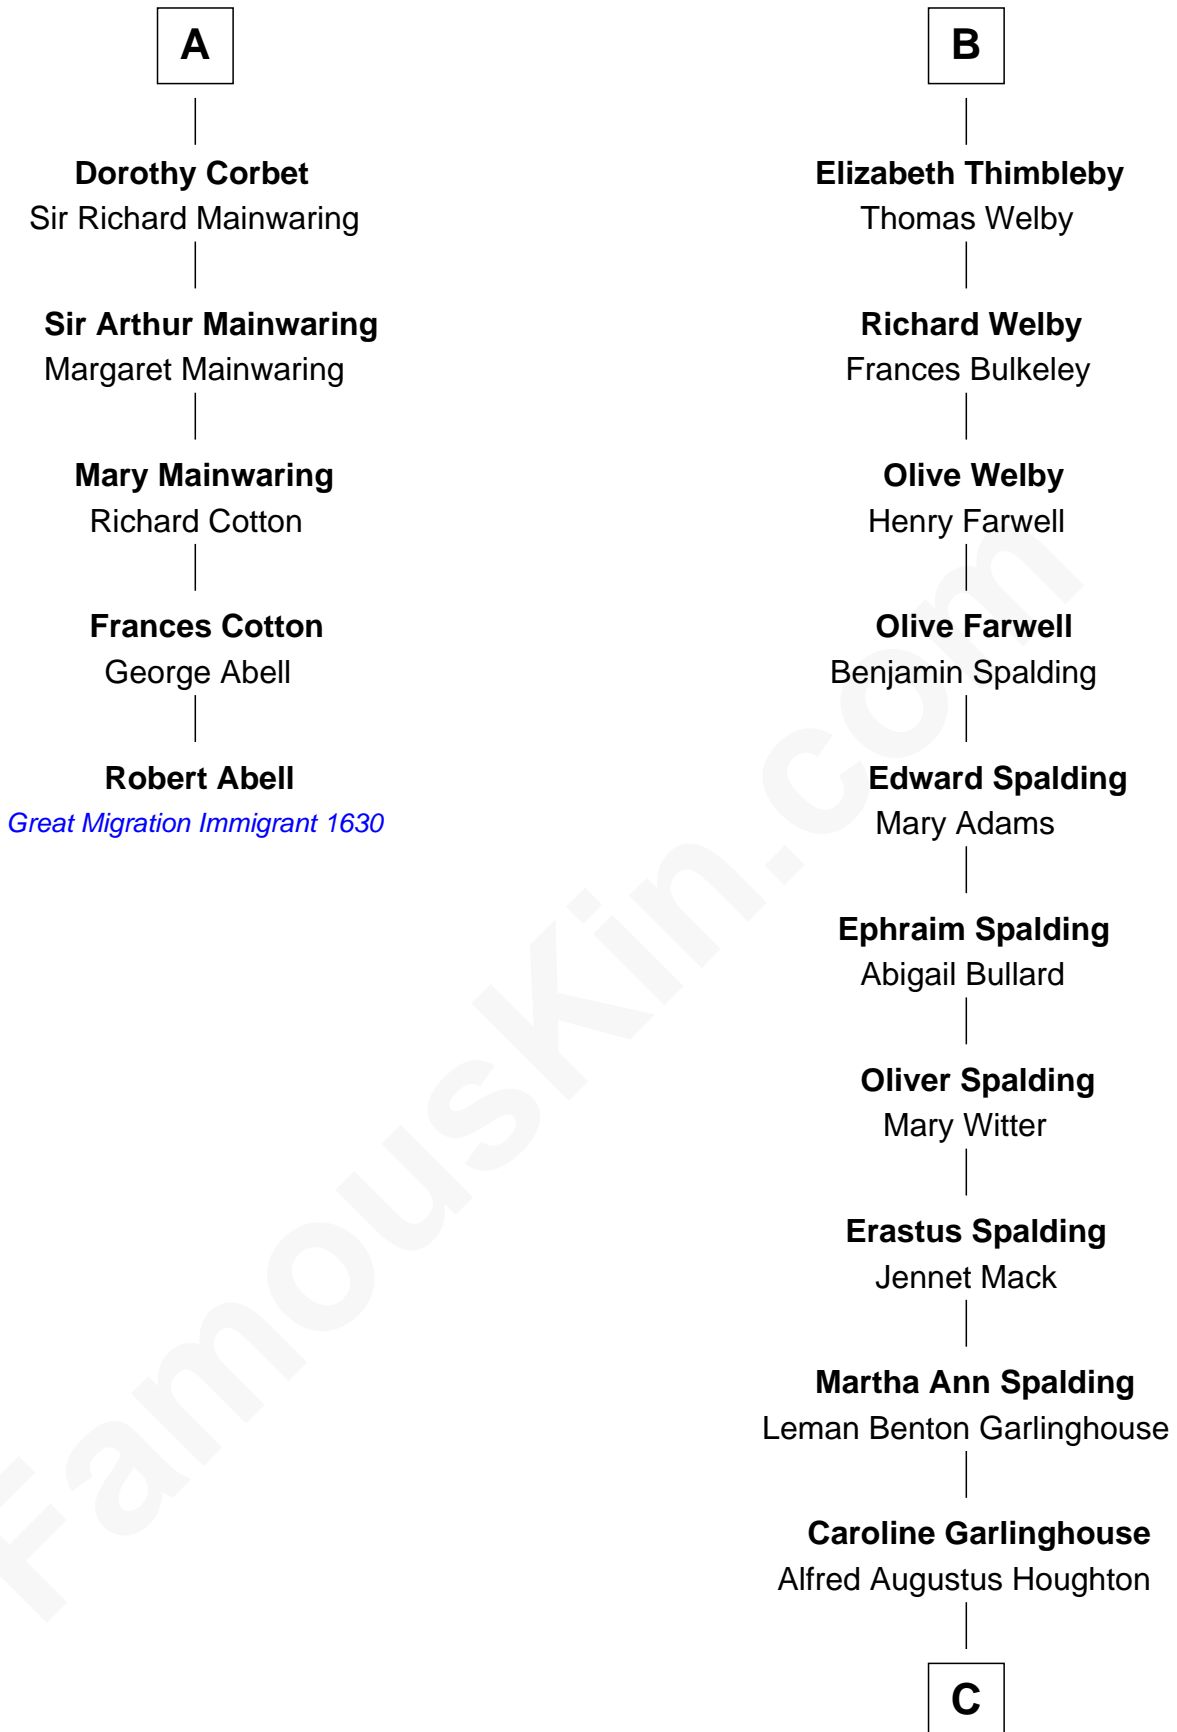 A
Dorothy Corbet
Sir Richard Mainwaring
Sir Arthur Mainwaring
Margaret Mainwaring
Mary Mainwaring
Richard Cotton
Frances Cotton
George Abell
Robert Abell
Great Migration Immigrant 1630
B
Elizabeth Thimbleby
Thomas Welby
Richard Welby
Frances Bulkeley
Olive Welby
Henry Farwell
Olive Farwell
Benjamin Spalding
Edward Spalding
Mary Adams
Ephraim Spalding
Abigail Bullard
Oliver Spalding
Mary Witter
Erastus Spalding
Jennet Mack
Martha Ann Spalding
Leman Benton Garlinghouse
Caroline Garlinghouse
Alfred Augustus Houghton
C
FamousKin.com